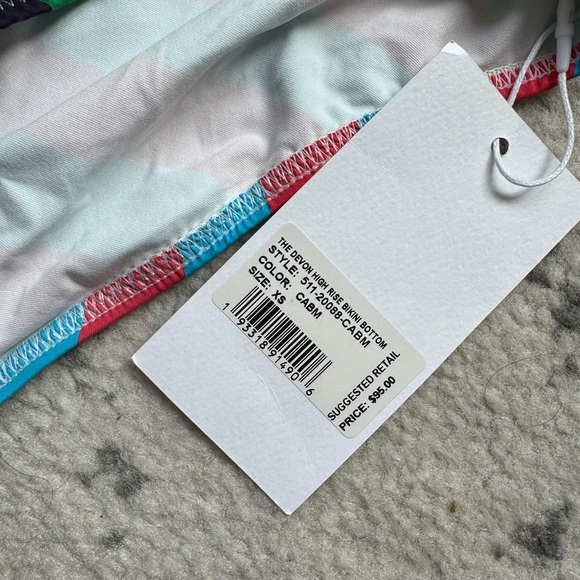 THE DEVON HIGH RISE BIKINI BOTTOM
STYLE: 511-20088-CABM
COLOR: CABM
SIZE: XS
1 93318 91490 6
SUGGESTED RETAIL
PRICE: $95.00